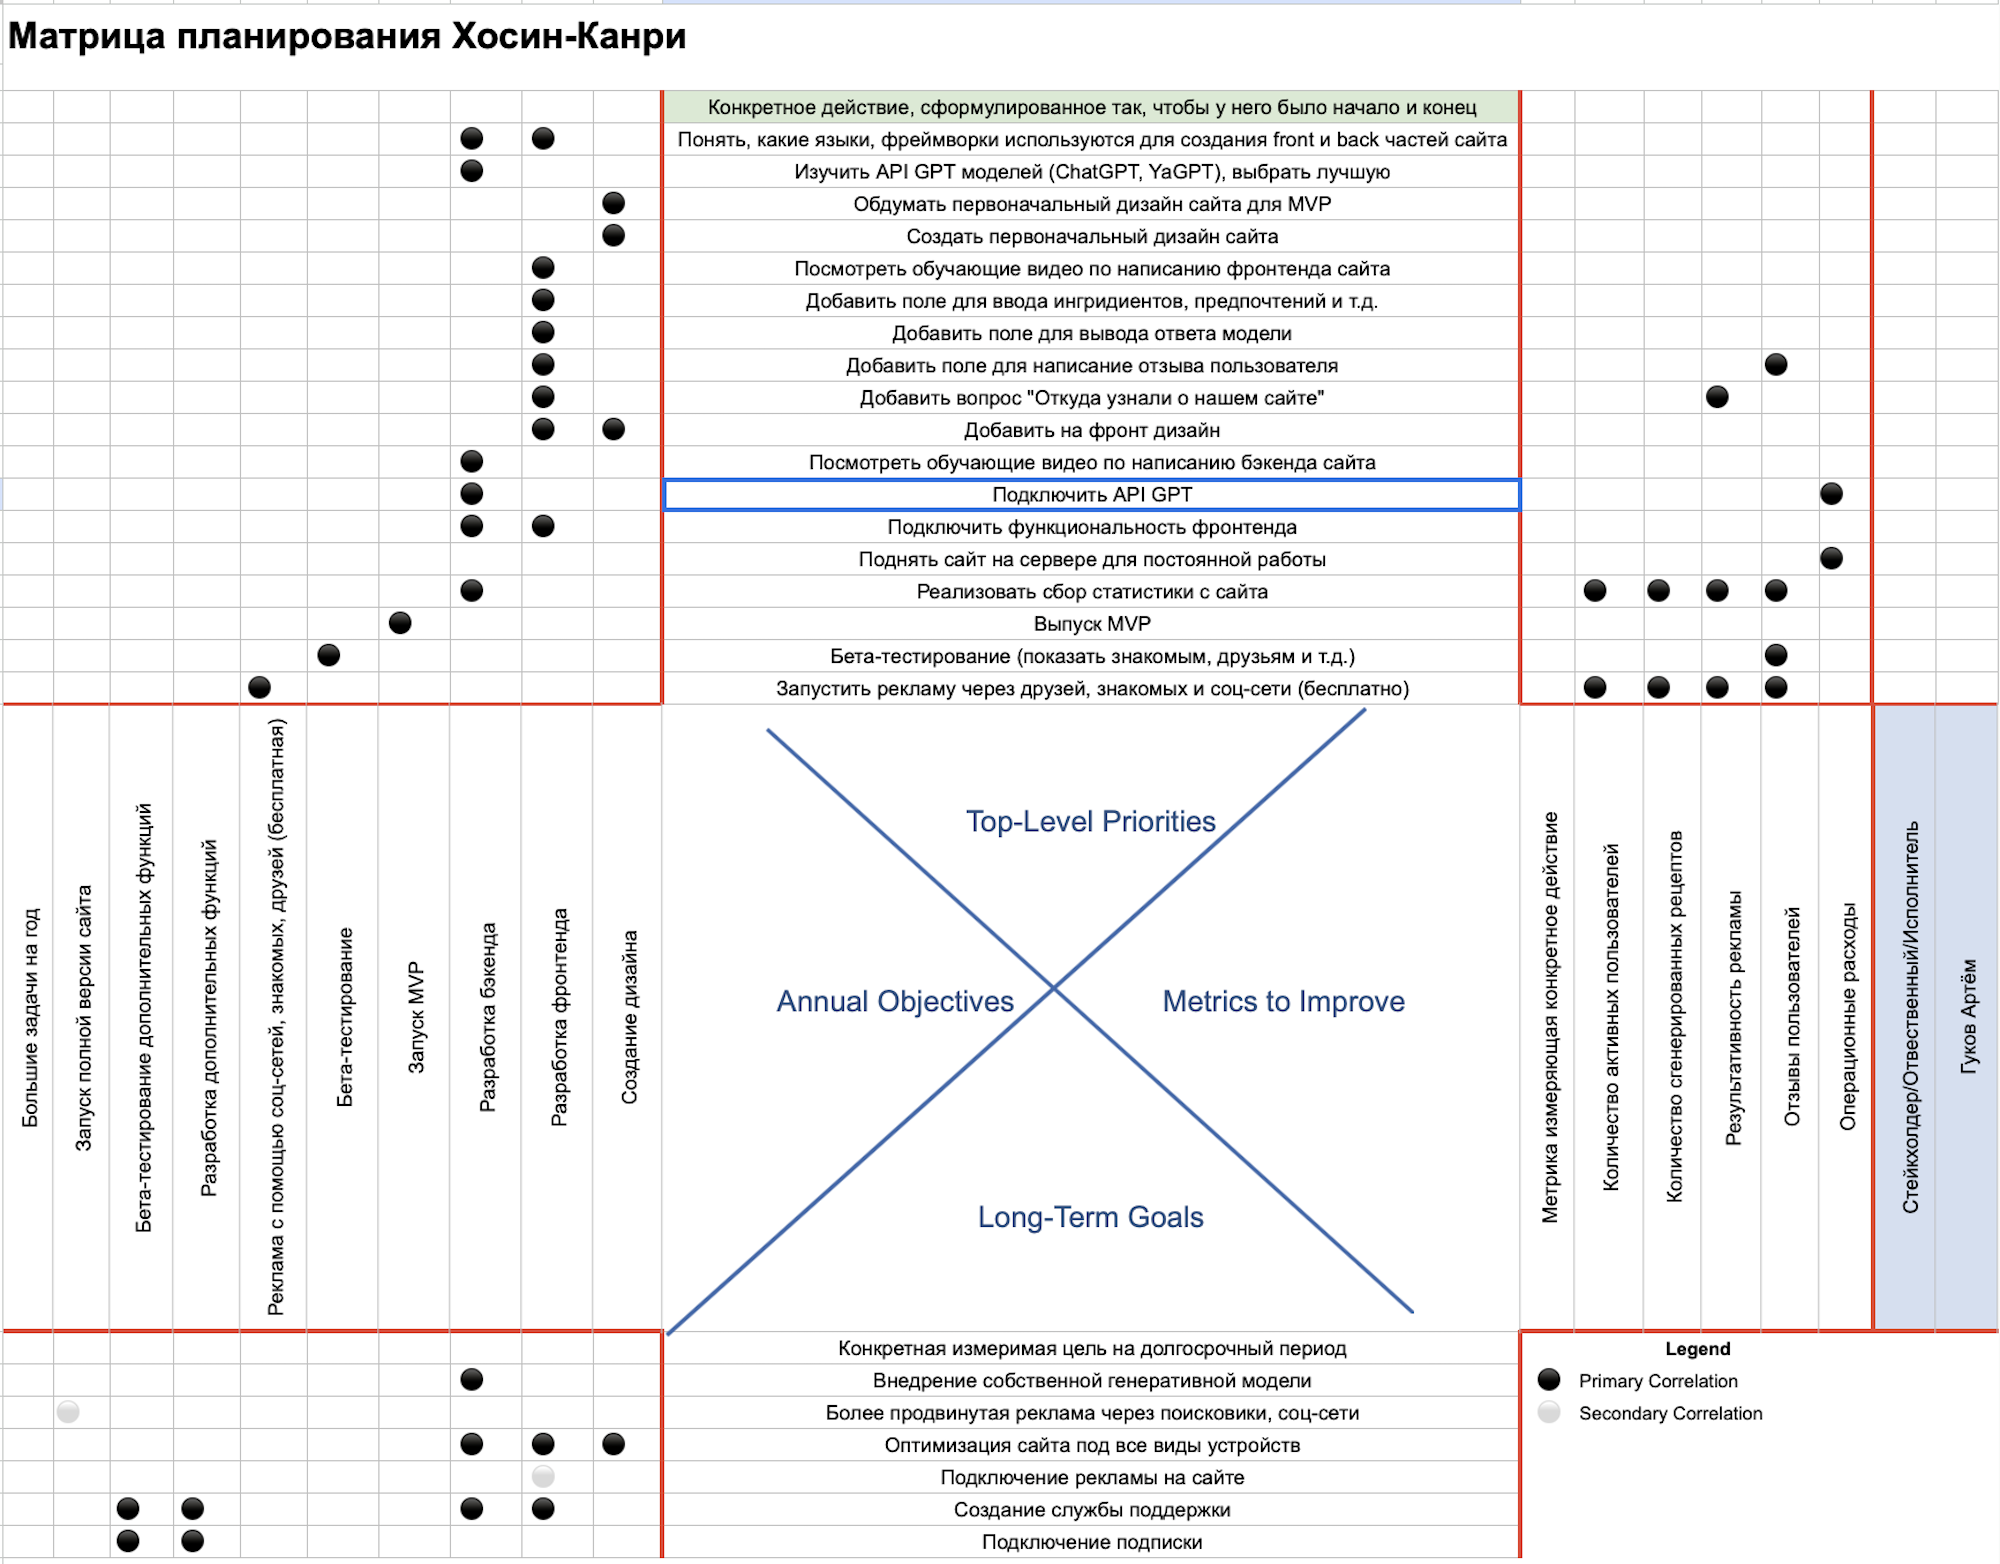 Матрица планирования Хосин-Канри
Конкретное действие, сформулированное так, чтобы у него было начало и конец
Понять, какие языки, фреймворки используются для создания front и back частей сайта
Изучить API GPT моделей (ChatGPT, YaGPT), выбрать лучшую
Обдумать первоначальный дизайн сайта для MVP
Создать первоначальный дизайн сайта
Посмотреть обучающие видео по написанию фронтенда сайта
Добавить поле для ввода ингридиентов, предпочтений и т.д.
Добавить поле для вывода ответа модели
Добавить поле для написание отзыва пользователя
Добавить вопрос "Откуда узнали о нашем сайте"
Добавить на фронт дизайн
Посмотреть обучающие видео по написанию бэкенда сайта
Подключить API GPT
Подключить функциональность фронтенда
Поднять сайт на сервере для постоянной работы
Реализовать сбор статистики с сайта
Выпуск MVP
Бета-тестирование (показать знакомым, друзьям и т.д.)
Запустить рекламу через друзей, знакомых и соц-сети (бесплатно)
Большие задачи на год
Запуск полной версии сайта
Бета-тестирование дополнительных функций
Разработка дополнительных функций
Реклама с помощью соц-сетей, знакомых, друзей (бесплатная)
Бета-тестирование
Запуск MVP
Разработка бэкенда
Разработка фронтенда
Создание дизайна
Top-Level Priorities
Annual Objectives
Metrics to Improve
Long-Term Goals
Метрика измеряющая конкретное действие
Количество активных пользователей
Количество сгенерированных рецептов
Результативность рекламы
Отзывы пользователей
Операционные расходы
Стейкхолдер/Отвественный/Исполнитель
Гуков Артём
Конкретная измеримая цель на долгосрочный период
Внедрение собственной генеративной модели
Более продвинутая реклама через поисковики, соц-сети
Оптимизация сайта под все виды устройств
Подключение рекламы на сайте
Создание службы поддержки
Подключение подписки
Legend
Primary Correlation
Secondary Correlation